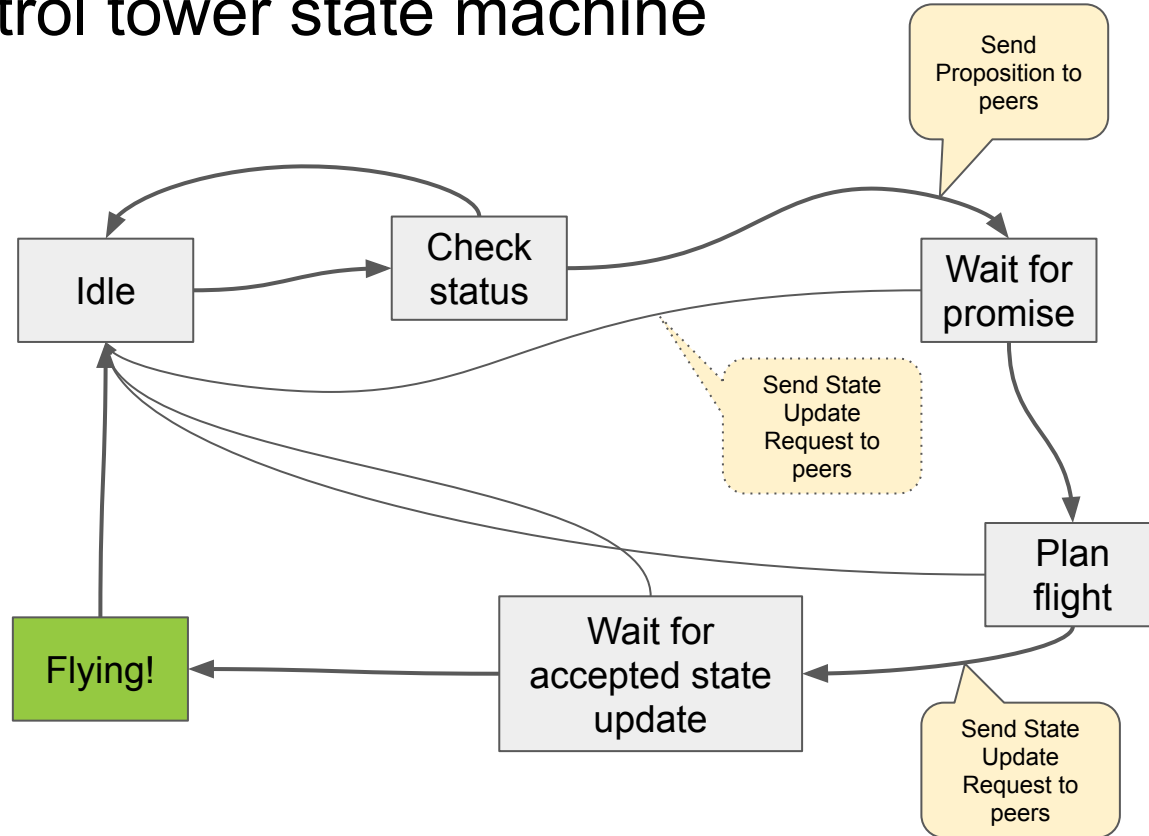 trol tower state machine
Send
Proposition to
peers
Check
status
Idle
Wait for
promise
Send State
Update
Request to
peers
Plan
flight
Wait for
accepted state
update
Flying!
Send State
Update
Request to
peers